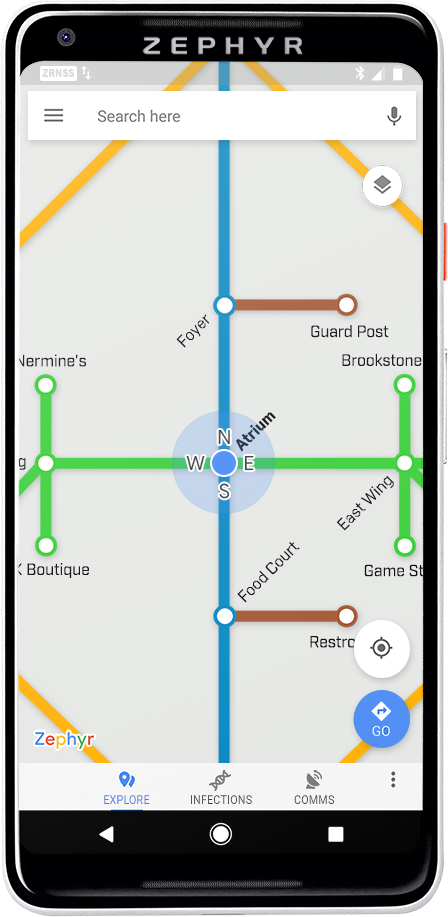 ZEPHYR
ZRNSS
Search here
Foyer
Guard Post
Nermine's
Brookstone
Atrium
N
W E
S
g
East Wing
K Boutique
Game St
Food Court
Restro
Zephyr
GO
EXPLORE
INFECTIONS
COMMS